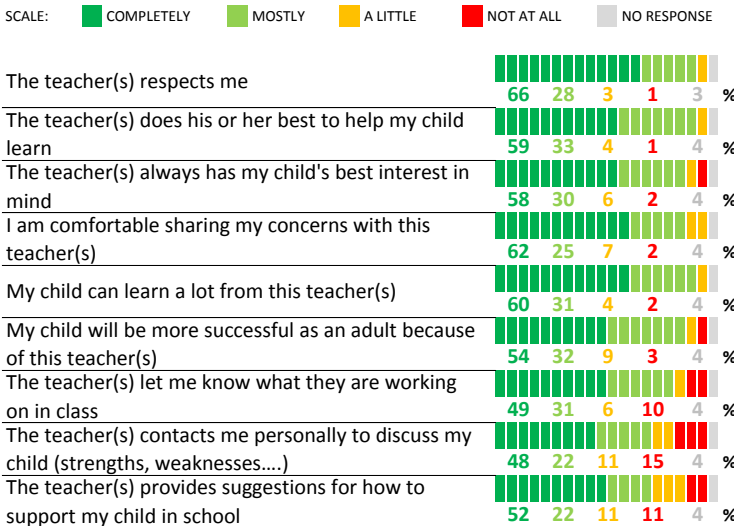 SCALE: COMPLETELY MOSTLY A LITTLE NOT AT ALL NO RESPONSE
The teacher(s) respects me
66 28 3 1 3 %
The teacher(s) does his or her best to help my child
learn
59 33 4 1 4 %
The teacher(s) always has my child's best interest in
mind
58 30 6 2 4 %
I am comfortable sharing my concerns with this
teacher(s)
62 25 7 2 4 %
My child can learn a lot from this teacher(s)
60 31 4 2 4 %
My child will be more successful as an adult because
of this teacher(s)
54 32 9 3 4 %
The teacher(s) let me know what they are working
on in class
49 31 6 10 4 %
The teacher(s) contacts me personally to discuss my
child (strengths, weaknesses....)
48 22 11 15 4 %
The teacher(s) provides suggestions for how to
support my child in school
52 22 11 11 4 %